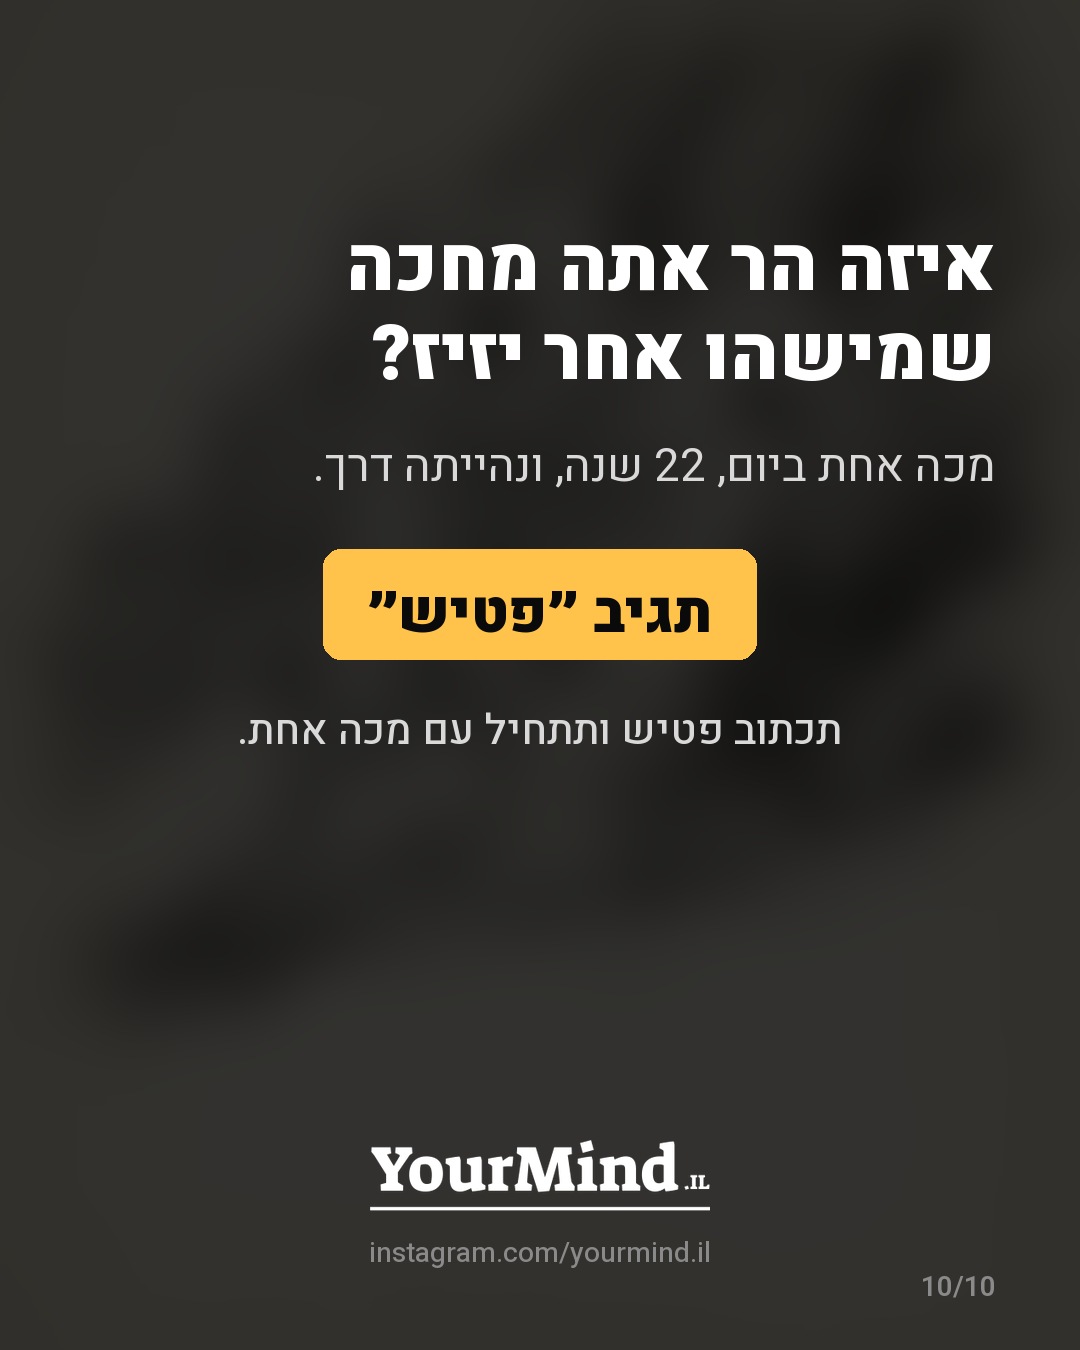 איזה הר אתה מחכה
שמישהו אחר יזיז?
מכה אחת ביום, 22 שנה, ונהייתה דרך.
תגיב ”פטיש”
תכתוב פטיש ותתחיל עם מכה אחת.
YourMind.IL
instagram.com/yourmind.il
10/10